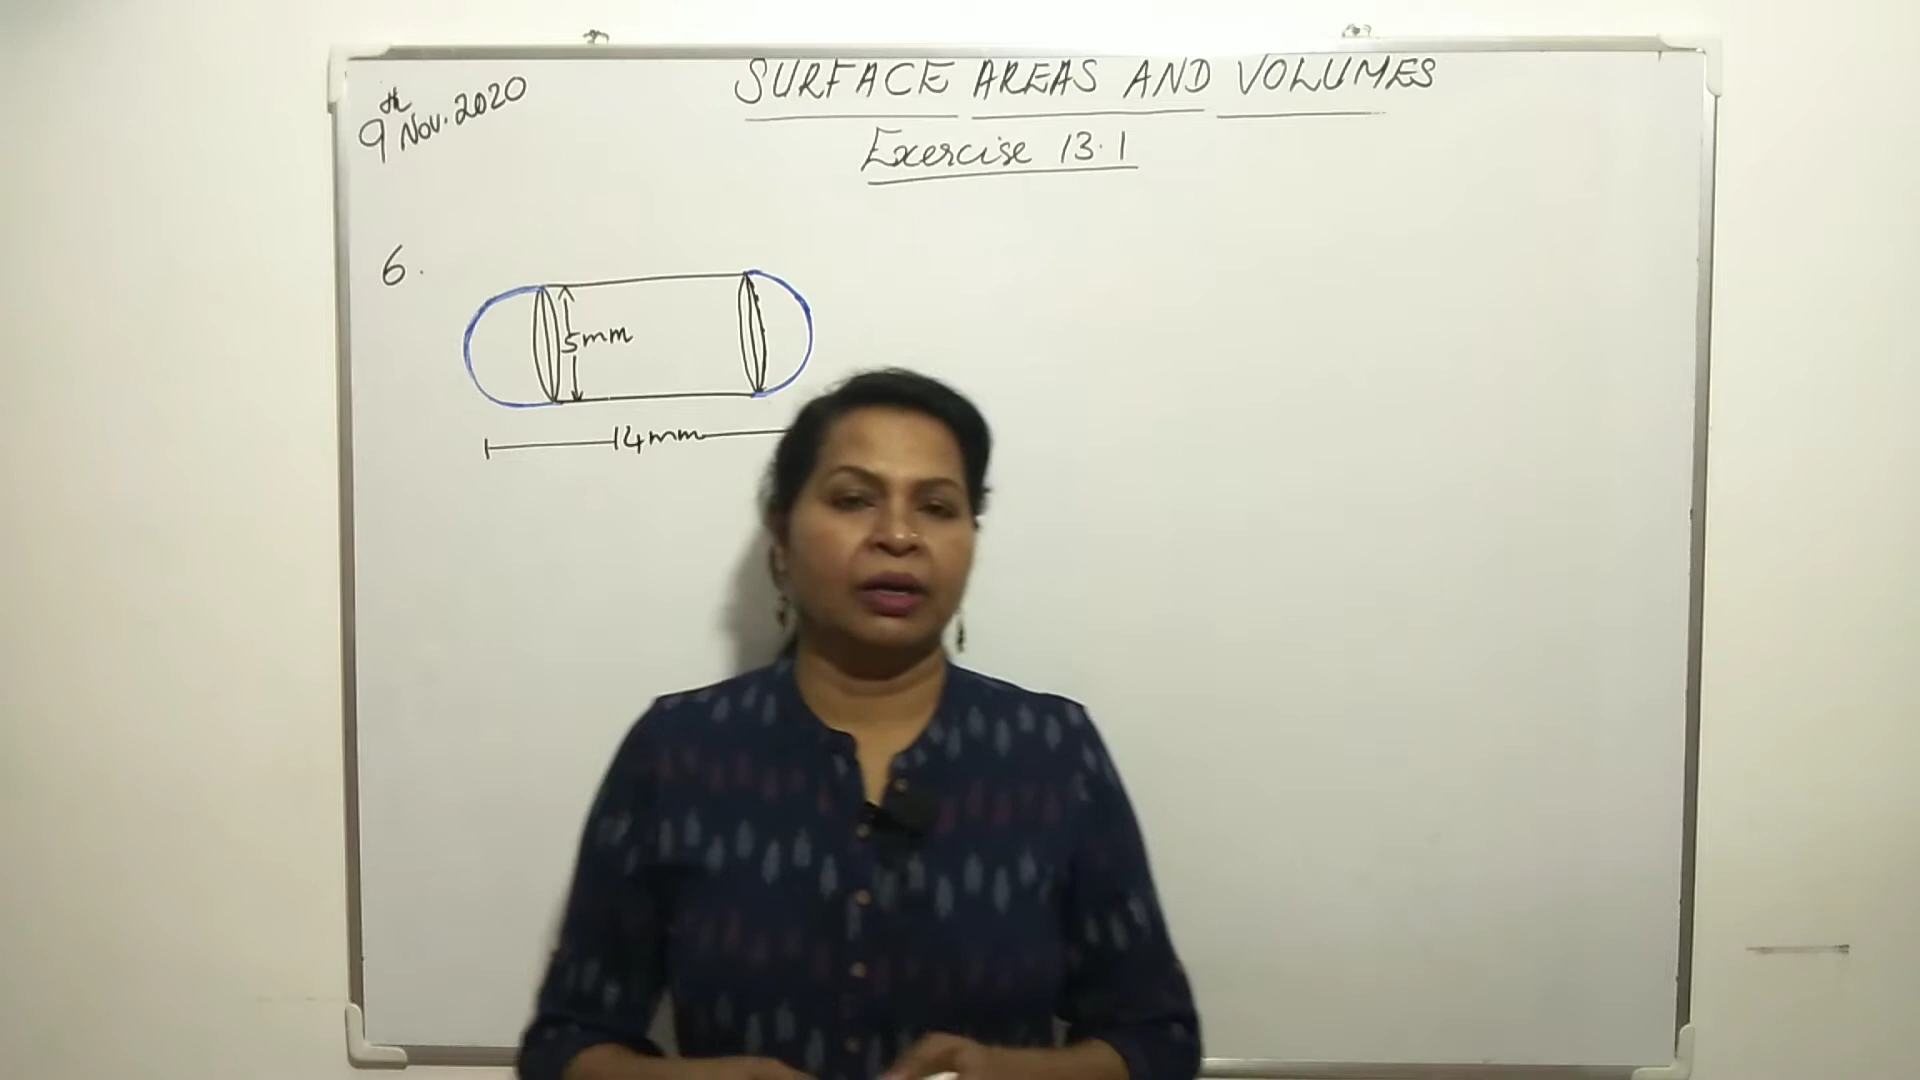 9th Nov. 2020
SURFACE AREAS AND VOLUMES
Exercise 13.1
6.
5mm
14mm